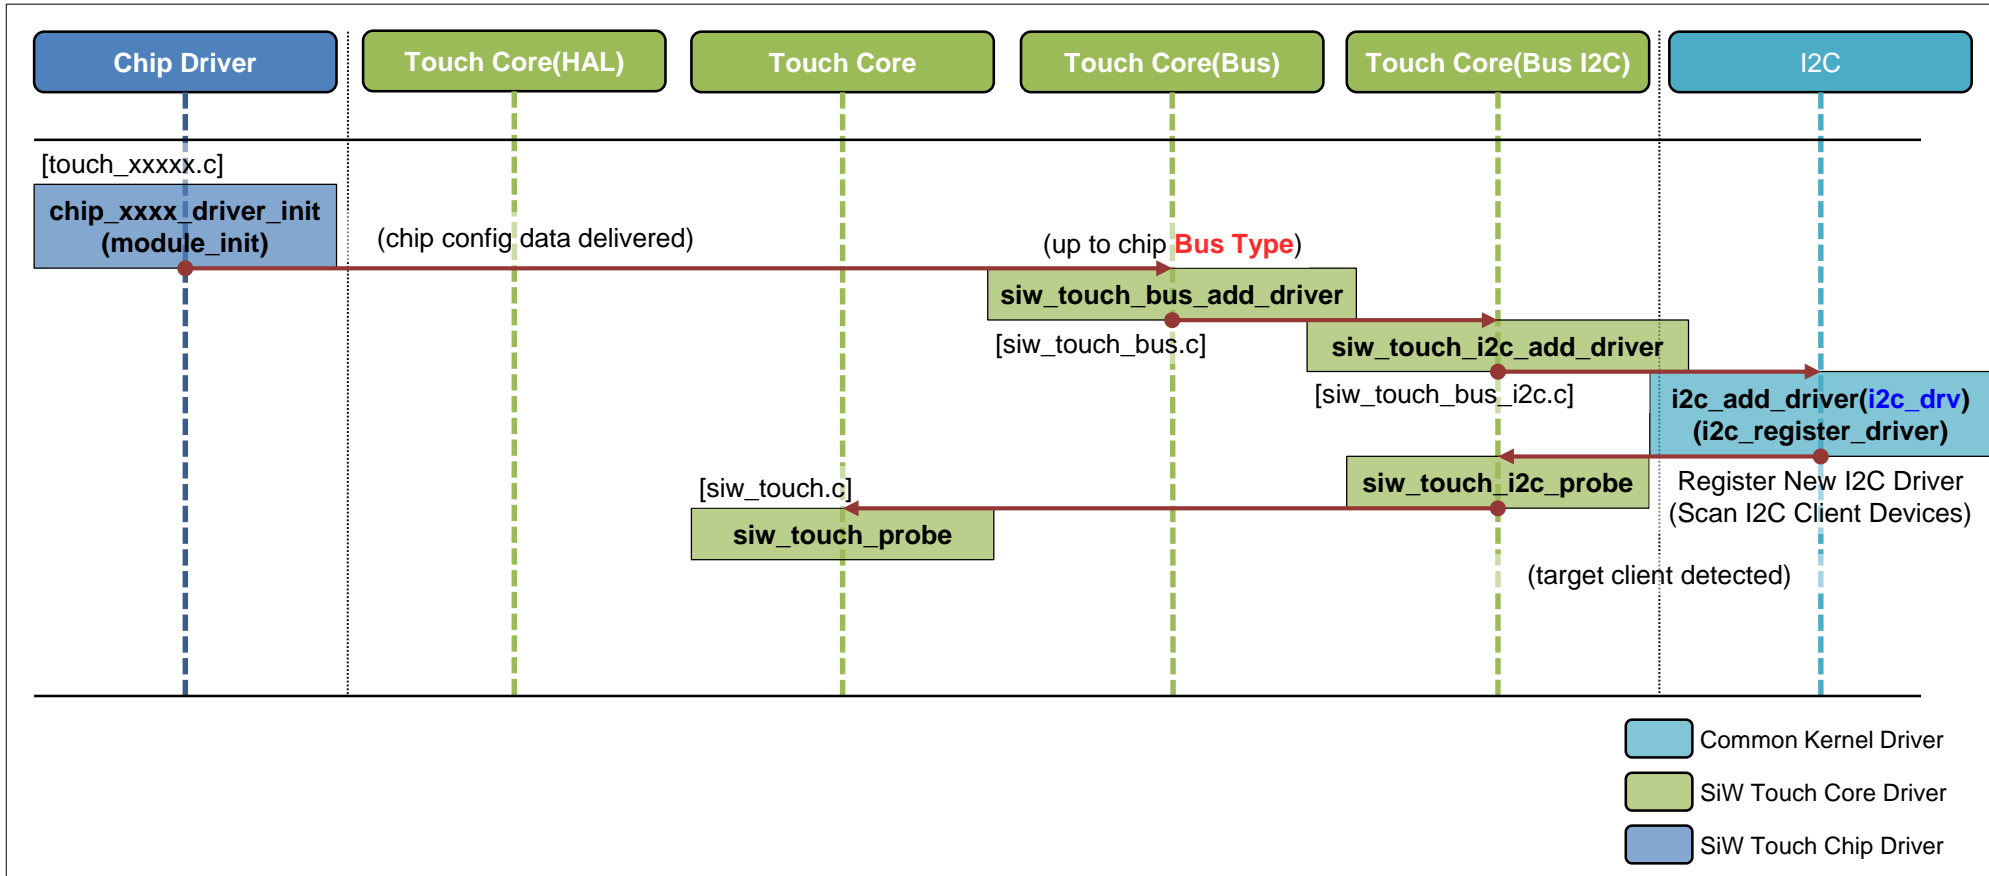 Chip Driver
Touch Core(HAL)
Touch Core
Touch Core(Bus)
Touch Core(Bus I2C)
I2C
[touch_xxxxx.c]
chip_xxxx_driver_init
(module_init)
(chip config data delivered)
(up to chip Bus Type)
siw_touch_bus_add_driver
[siw_touch_bus.c]
siw_touch_i2c_add_driver
[siw_touch_bus_i2c.c]
i2c_add_driver(i2c_drv)
(i2c_register_driver)
siw_touch_i2c_probe
Register New I2C Driver
(Scan I2C Client Devices)
[siw_touch.c]
siw_touch_probe
(target client detected)
Common Kernel Driver
SiW Touch Core Driver
SiW Touch Chip Driver